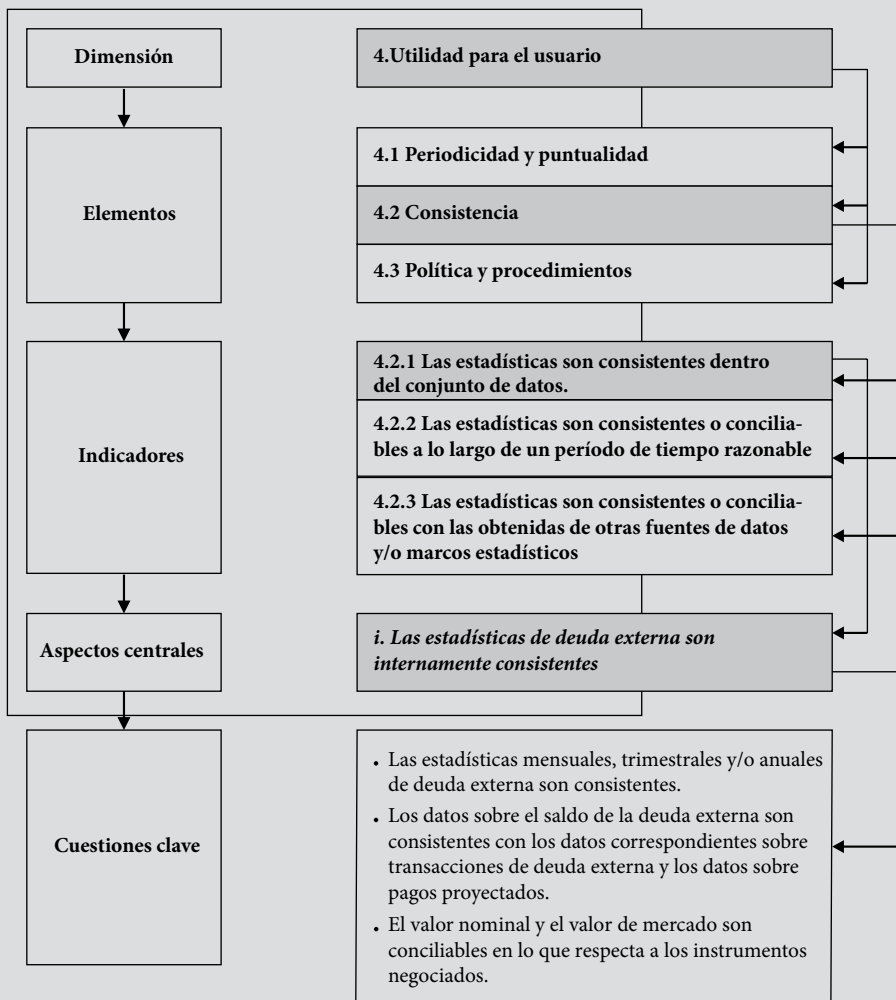 Dimensión
4.Utilidad para el usuario
Elementos
4.1 Periodicidad y puntualidad
4.2 Consistencia
4.3 Política y procedimientos
Indicadores
4.2.1 Las estadísticas son consistentes dentro
del conjunto de datos.
4.2.2 Las estadísticas son consistentes o concilia-
bles a lo largo de un período de tiempo razonable
4.2.3 Las estadísticas son consistentes o concilia-
bles con las obtenidas de otras fuentes de datos
y/o marcos estadísticos
Aspectos centrales
i. Las estadísticas de deuda externa son
internamente consistentes
Cuestiones clave
• Las estadísticas mensuales, trimestrales y/o anuales
de deuda externa son consistentes.
• Los datos sobre el saldo de la deuda externa son
consistentes con los datos correspondientes sobre
transacciones de deuda externa y los datos sobre
pagos proyectados.
• El valor nominal y el valor de mercado son
conciliables en lo que respecta a los instrumentos
negociados.